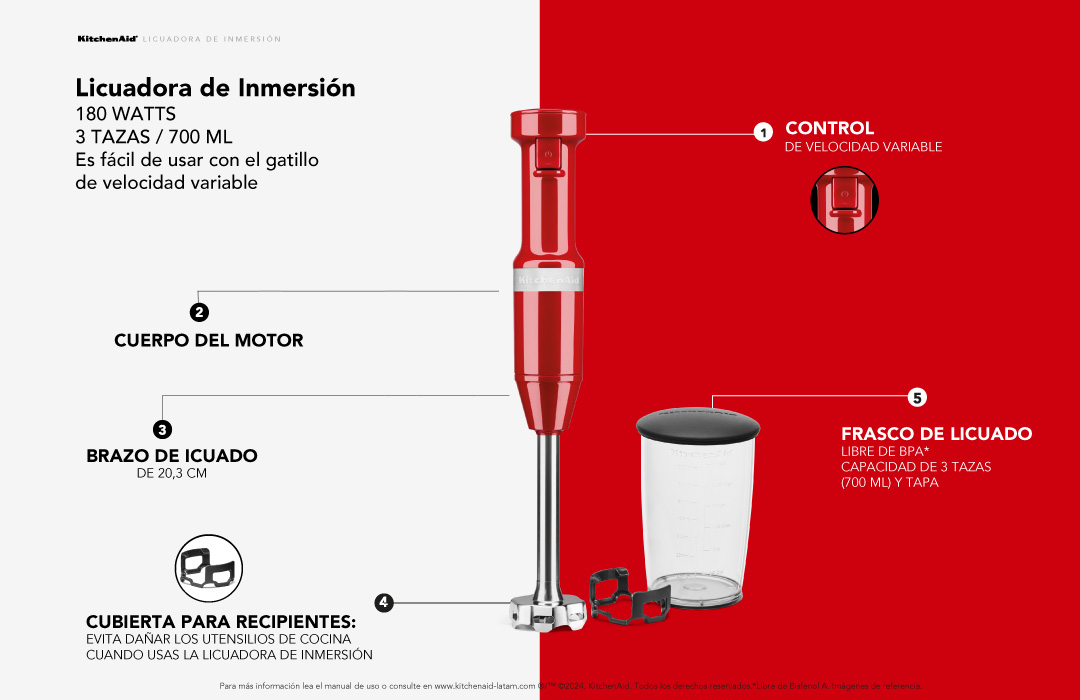 KitchenAid® LICUADORA DE INMERSIÓN
Licuadora de Inmersión
180 WATTS
3 TAZAS / 700 ML
Es fácil de usar con el gatillo
de velocidad variable
1 CONTROL
DE VELOCIDAD VARIABLE
KitchenAid
2
CUERPO DEL MOTOR
3
BRAZO DE ICUADO
DE 20,3 CM
5
FRASCO DE LICUADO
LIBRE DE BPA*
CAPACIDAD DE 3 TAZAS
(700 ML) Y TAPA
4
CUBIERTA PARA RECIPIENTES:
EVITA DAÑAR LOS UTENSILIOS DE COCINA
CUANDO USAS LA LICUADORA DE INMERSIÓN
Para más información lea el manual de uso o consulte en www.kitchenaid-latam.com ®/™ ©2024. KitchenAid. Todos los derechos reservados.*Libre de Bisfenol A. Imágenes de referencia.